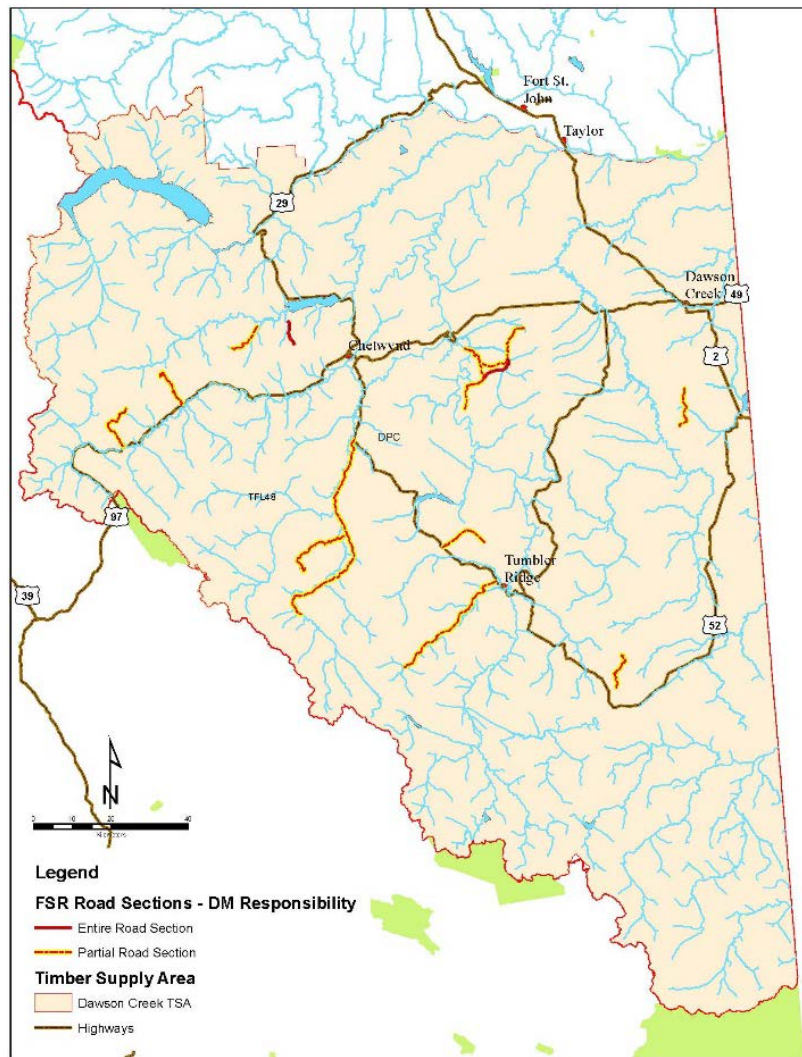 Fort St.
John
Taylor
29
Dawson
Creek
49
2
Chetwynd
DPC
TFL48
97
Tumbler
Ridge
39
52
N
0 10 20 40
Kilometers
Legend
FSR Road Sections - DM Responsibility
Entire Road Section
Partial Road Section
Timber Supply Area
Dawson Creek TSA
Highways